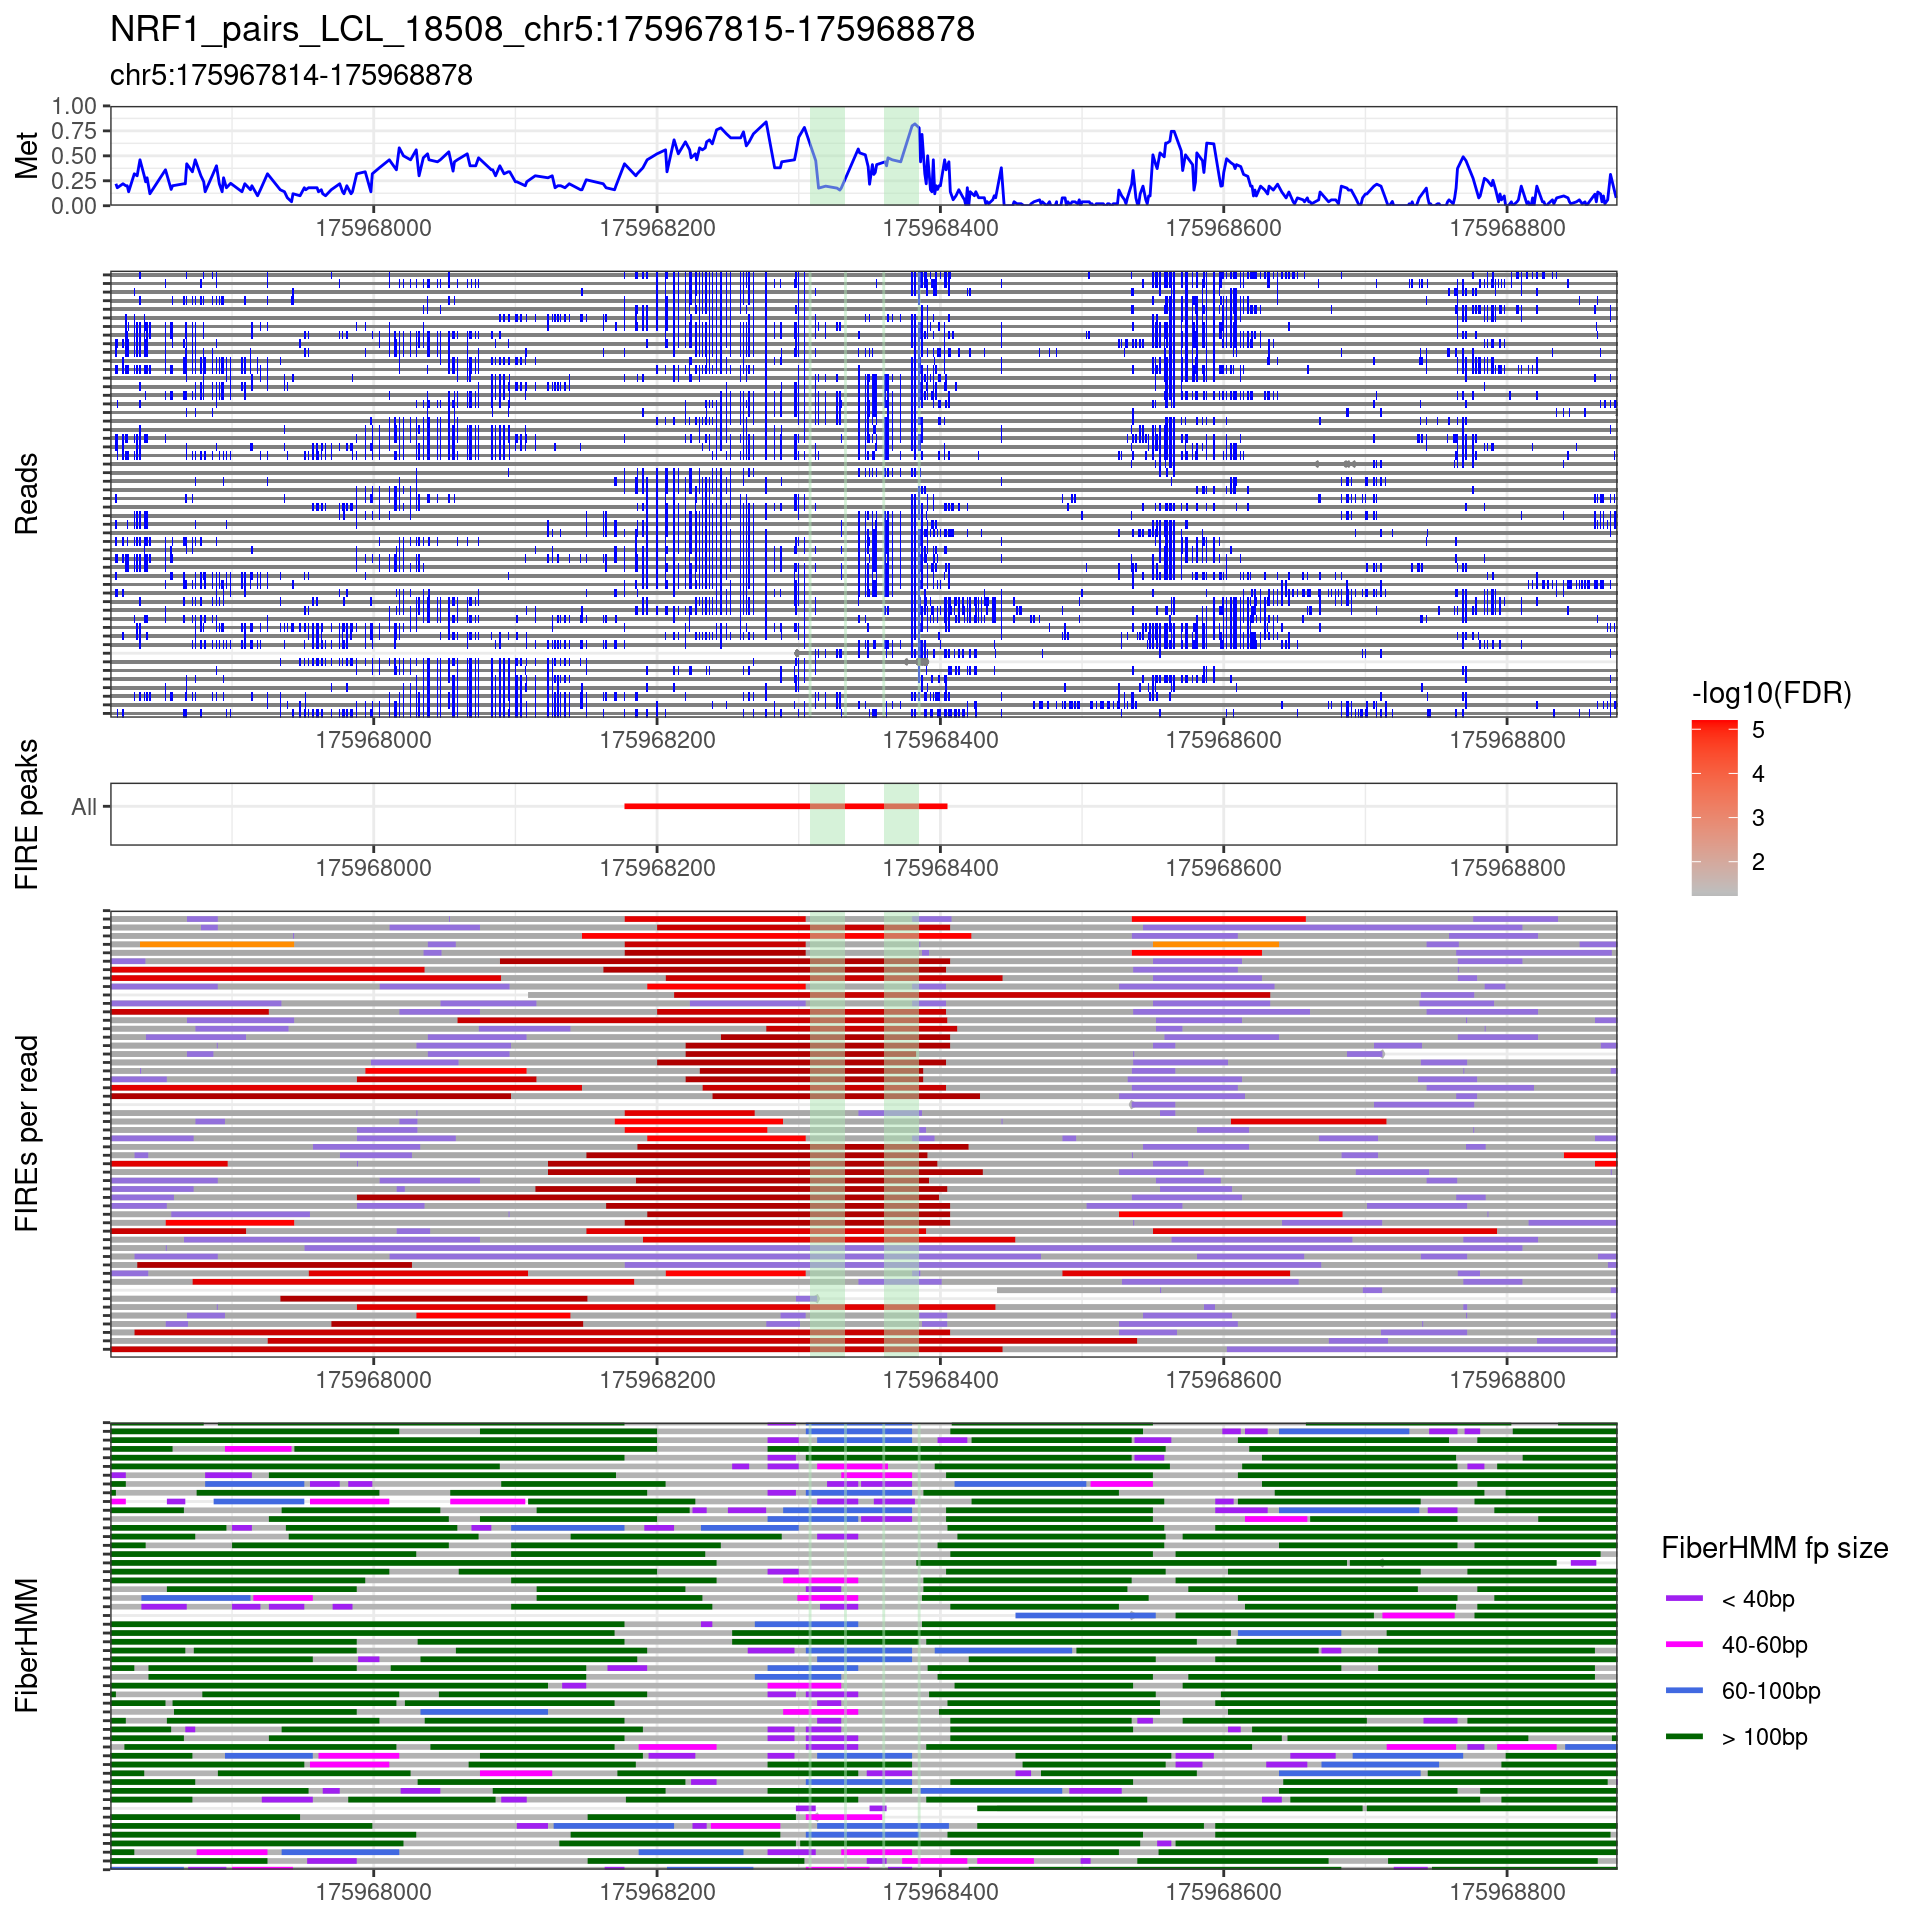 NRF1_pairs_LCL_18508_chr5:175967815-175968878
chr5:175967814-175968878
Met
1.00
0.75
0.50
0.25
0.00
175968000 175968200 175968400 175968600 175968800
Reads
175968000 175968200 175968400 175968600 175968800
-log10(FDR)
5
4
3
2
FIRE peaks
All
175968000 175968200 175968400 175968600 175968800
FIREs per read
175968000 175968200 175968400 175968600 175968800
FiberHMM
FiberHMM fp size
< 40bp
40-60bp
60-100bp
> 100bp
175968000 175968200 175968400 175968600 175968800